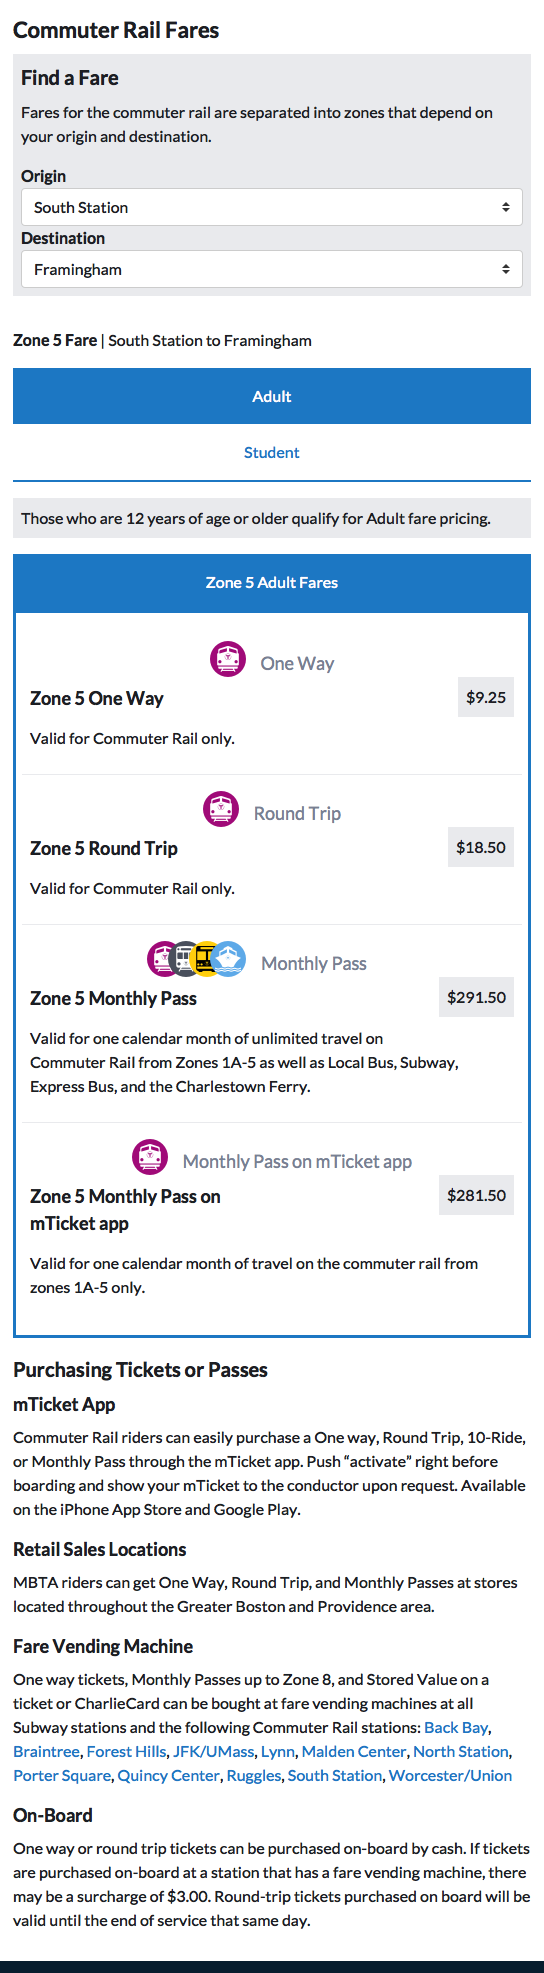 Commuter Rail Fares
Find a Fare
Fares for the commuter rail are separated into zones that depend on
your origin and destination.
Origin
South Station
Destination
Framingham
Zone 5 Fare | South Station to Framingham
Adult
Student
Those who are 12 years of age or older qualify for Adult fare pricing.
Zone 5 Adult Fares
One Way
Zone 5 One Way $9.25
Valid for Commuter Rail only.
Round Trip
Zone 5 Round Trip $18.50
Valid for Commuter Rail only.
Monthly Pass
Zone 5 Monthly Pass $291.50
Valid for one calendar month of unlimited travel on
Commuter Rail from Zones 1A-5 as well as Local Bus, Subway,
Express Bus, and the Charlestown Ferry.
Monthly Pass on mTicket app
Zone 5 Monthly Pass on $281.50
mTicket app
Valid for one calendar month of travel on the commuter rail from
zones 1A-5 only.
Purchasing Tickets or Passes
mTicket App
Commuter Rail riders can easily purchase a One way, Round Trip, 10-Ride,
or Monthly Pass through the mTicket app. Push “activate” right before
boarding and show your mTicket to the conductor upon request. Available
on the iPhone App Store and Google Play.
Retail Sales Locations
MBTA riders can get One Way, Round Trip, and Monthly Passes at stores
located throughout the Greater Boston and Providence area.
Fare Vending Machine
One way tickets, Monthly Passes up to Zone 8, and Stored Value on a
ticket or CharlieCard can be bought at fare vending machines at all
Subway stations and the following Commuter Rail stations: Back Bay,
Braintree, Forest Hills, JFK/UMass, Lynn, Malden Center, North Station,
Porter Square, Quincy Center, Ruggles, South Station, Worcester/Union
On-Board
One way or round trip tickets can be purchased on-board by cash. If tickets
are purchased on-board at a station that has a fare vending machine, there
may be a surcharge of $3.00. Round-trip tickets purchased on board will be
valid until the end of service that same day.